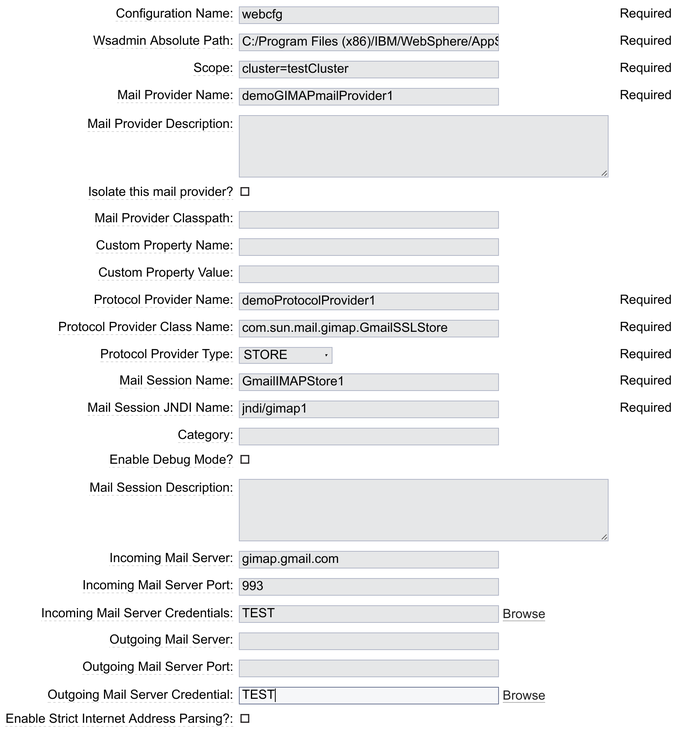 Configuration Name: webcfg Required
Wsadmin Absolute Path: C:/Program Files (x86)/IBM/WebSphere/AppS Required
Scope: cluster=testCluster Required
Mail Provider Name: demoGIMAPmailProvider1 Required
Mail Provider Description:
Isolate this mail provider?
Mail Provider Classpath:
Custom Property Name:
Custom Property Value:
Protocol Provider Name: demoProtocolProvider1 Required
Protocol Provider Class Name: com.sun.mail.gimap.GmailSSLStore Required
Protocol Provider Type: STORE Required
Mail Session Name: GmailIMAPStore1 Required
Mail Session JNDI Name: jndi/gimap1 Required
Category:
Enable Debug Mode?
Mail Session Description:
Incoming Mail Server: gimap.gmail.com
Incoming Mail Server Port: 993
Incoming Mail Server Credentials: TEST Browse
Outgoing Mail Server:
Outgoing Mail Server Port:
Outgoing Mail Server Credential: TEST Browse
Enable Strict Internet Address Parsing?: